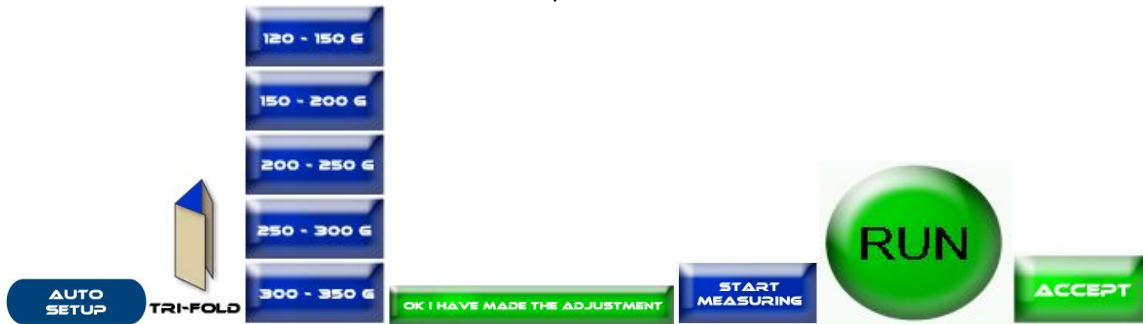 120 - 150 G
150 - 200 G
200 - 250 G
250 - 300 G
300 - 350 G
AUTO
SETUP
TRI-FOLD
OK I HAVE MADE THE ADJUSTMENT
START
MEASURING
RUN
ACCEPT